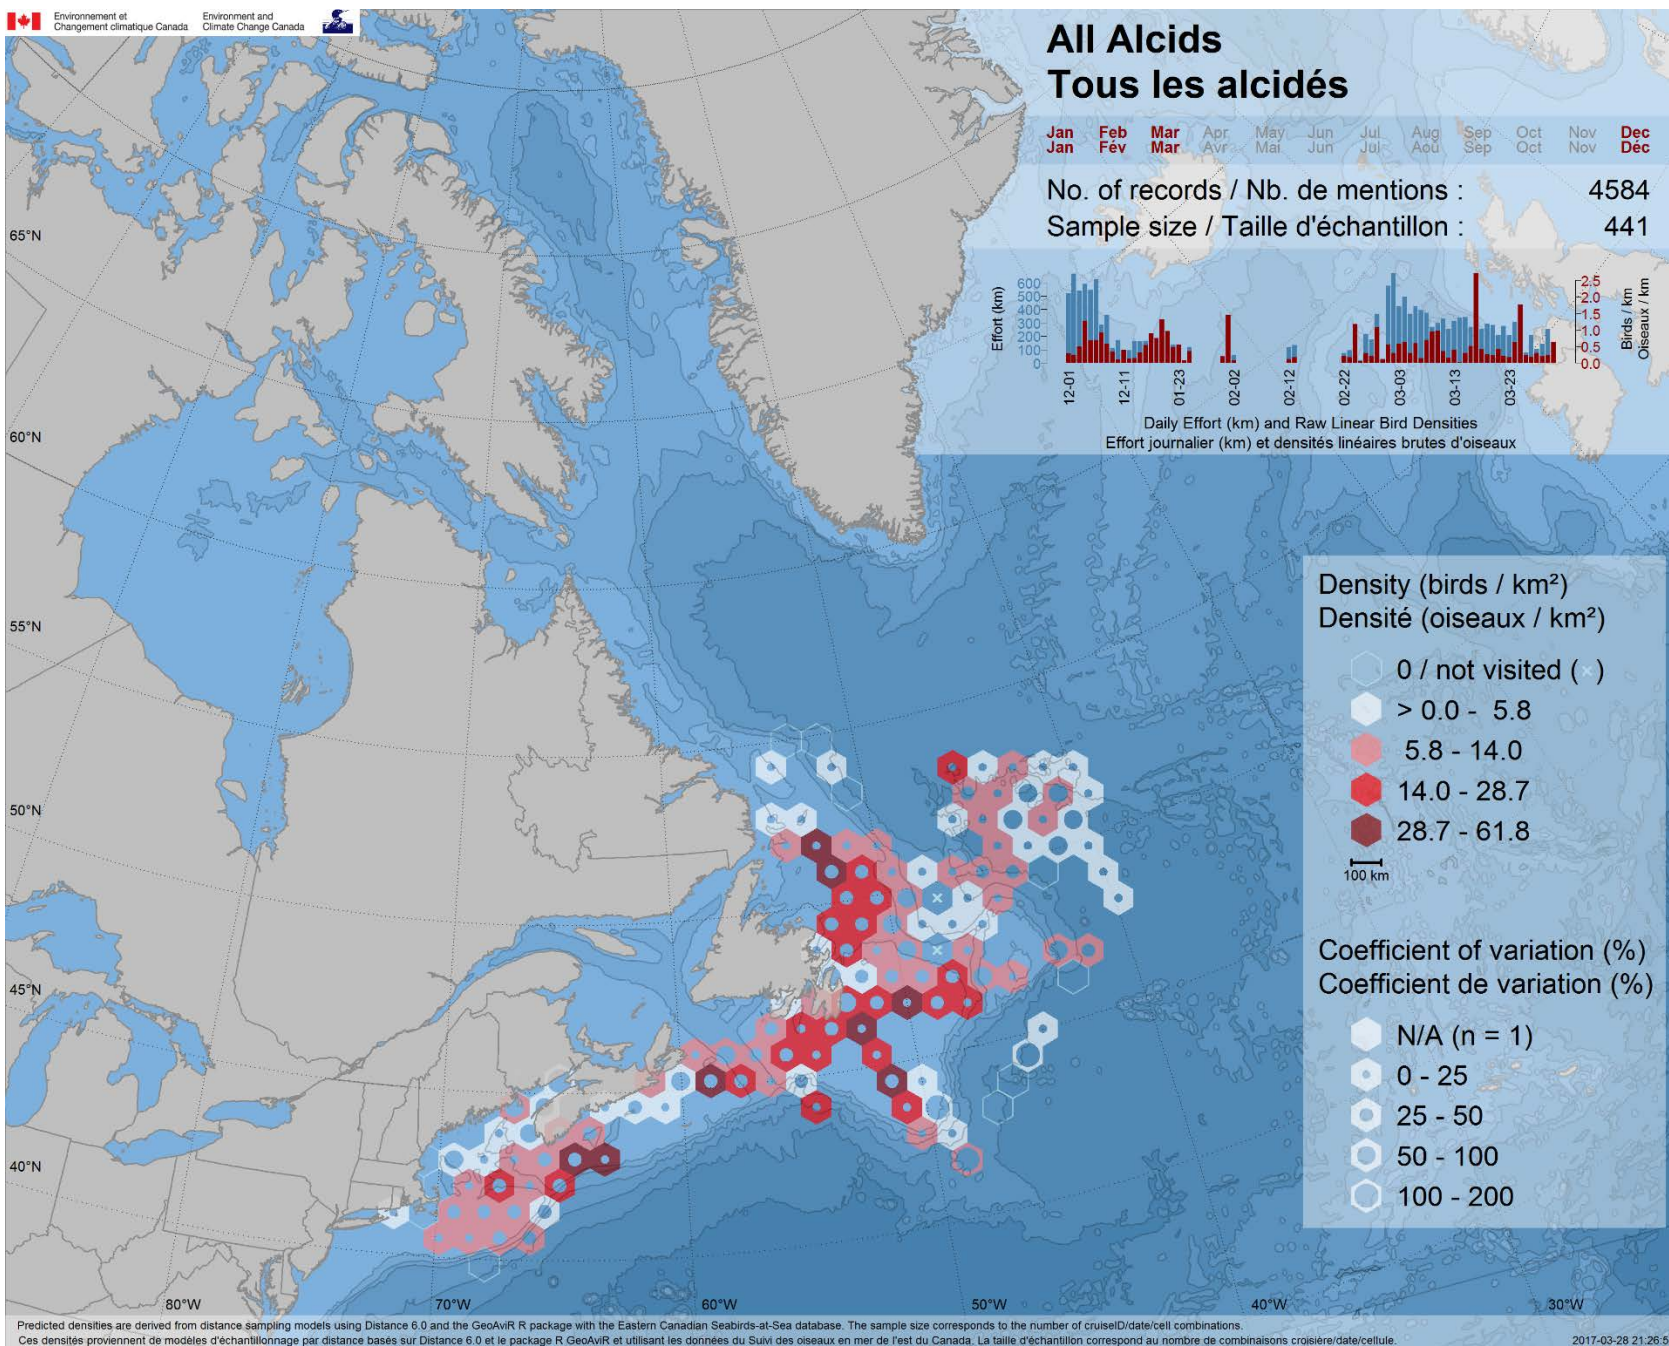 Environnement et
Changement climatique Canada
Environment and
Climate Change Canada
All Alcids
Tous les alcidés
Jan Feb Mar Apr May Jun Jul Aug Sep Oct Nov Dec
Jan Fév Mar Avr Mai Jun Jul Aoû Sep Oct Nov Déc
No. of records / Nb. de mentions : 4584
Sample size / Taille d'échantillon : 441
Effort (km)
600
500
400
300
200
100
0
2.5
2.0
1.5
1.0
0.5
0.0
Birds / km
Oiseaux / km
12-01 12-11 01-23 02-02 02-12 02-22 03-03 03-13 03-23
Daily Effort (km) and Raw Linear Bird Densities
Effort journalier (km) et densités linéaires brutes d'oiseaux
65°N
60°N
55°N
50°N
45°N
40°N
Density (birds / km²)
Densité (oiseaux / km²)
0 / not visited (×)
> 0.0 - 5.8
5.8 - 14.0
14.0 - 28.7
28.7 - 61.8
100 km
Coefficient of variation (%)
Coefficient de variation (%)
N/A (n = 1)
0 - 25
25 - 50
50 - 100
100 - 200
80°W 70°W 60°W 50°W 40°W 30°W
Predicted densities are derived from distance sampling models using Distance 6.0 and the GeoAviR R package with the Eastern Canadian Seabirds-at-Sea database. The sample size corresponds to the number of cruiseID/date/cell combinations.
Ces densités proviennent de modèles d'échantillonnage par distance basés sur Distance 6.0 et le package R GeoAviR et utilisant les données du Suivi des oiseaux en mer de l'est du Canada. La taille d'échantillon correspond au nombre de combinaisons croisière/date/cellule.
2017-03-28 21:26:5